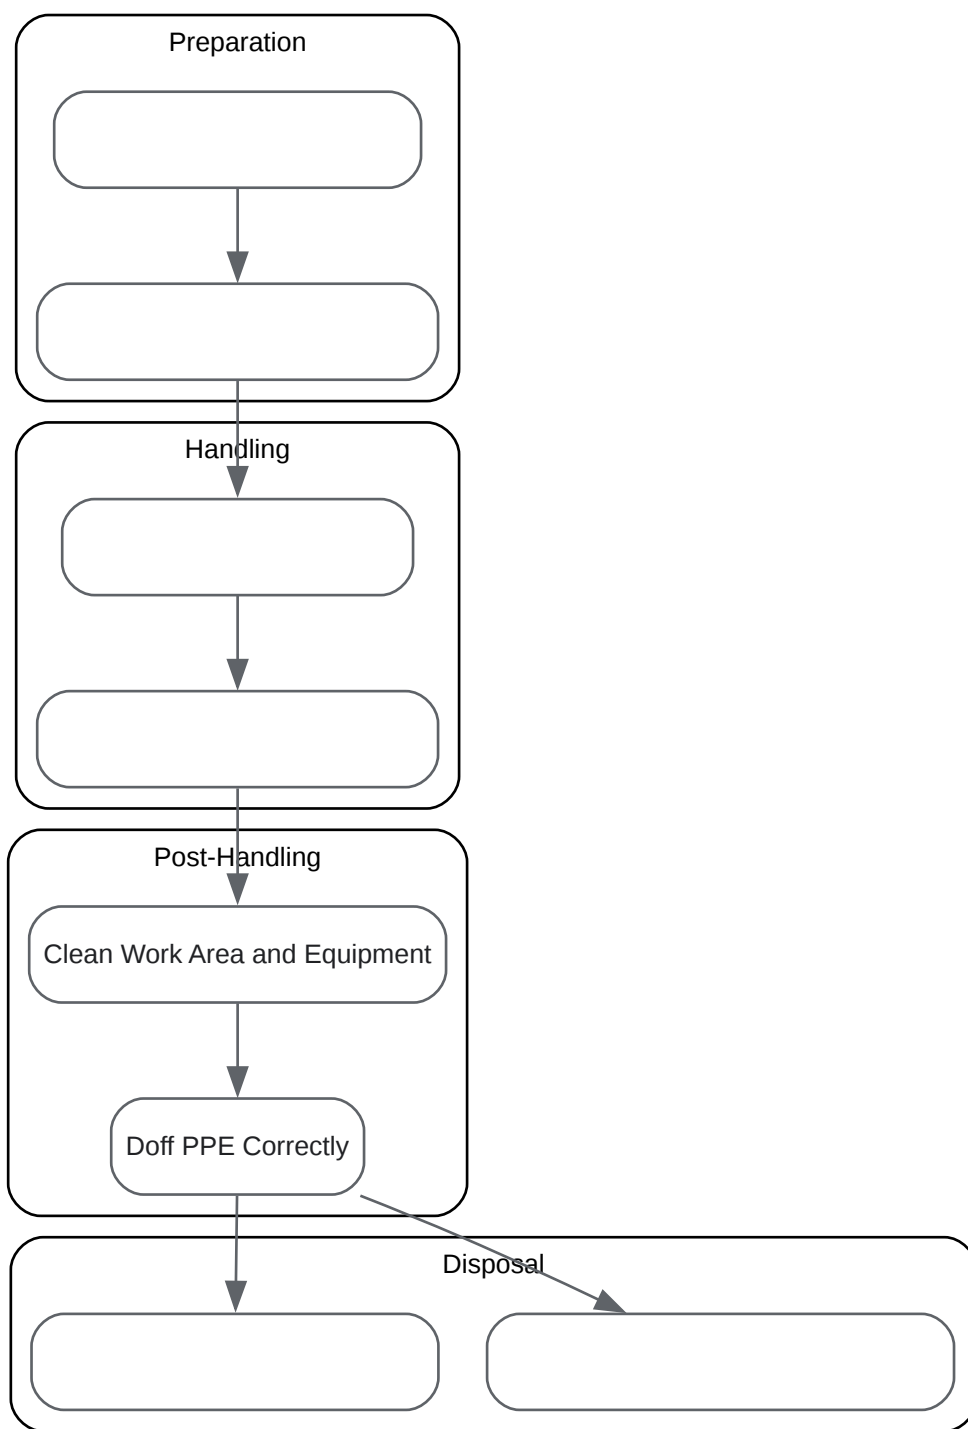 Preparation
Handling
Post-Handling
Clean Work Area and Equipment
Doff PPE Correctly
Disposal